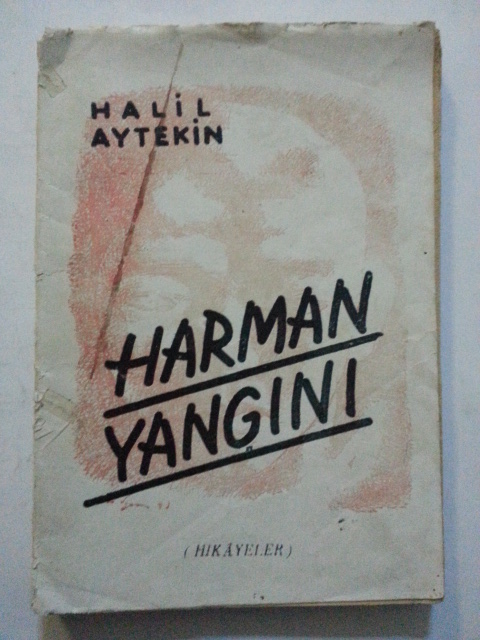 HALİL
AYTEKİN
HARMAN
YANGINI
(HİKÂYELER)